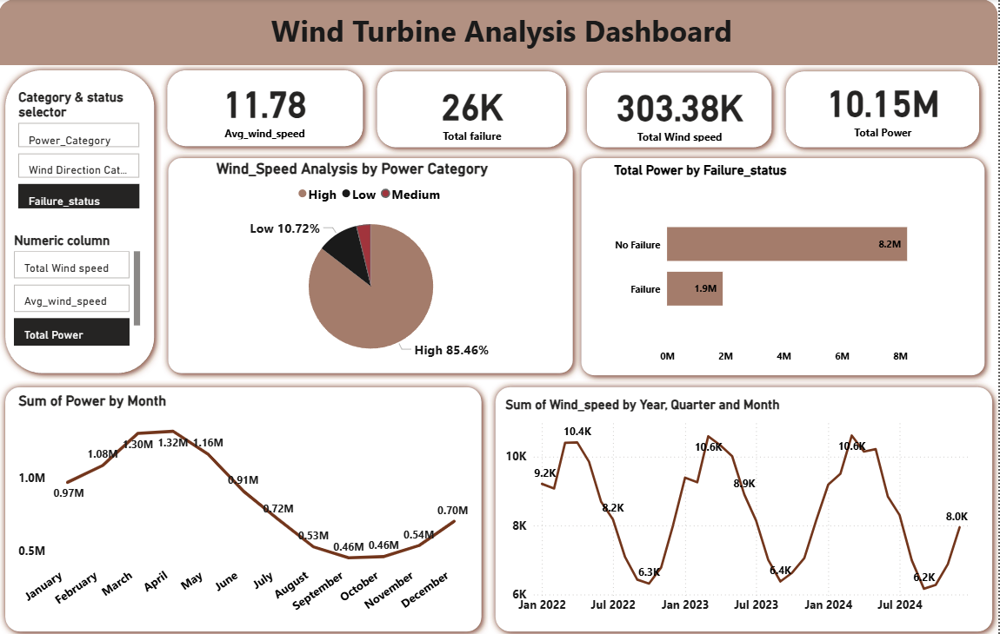 Wind Turbine Analysis Dashboard
Category & status
selector
Power_Category
Wind Direction Cat...
Failure_status
Numeric column
Total Wind speed
Avg_wind_speed
Total Power
11.78
Avg_wind_speed
26K
Total failure
303.38K
Total Wind speed
10.15M
Total Power
Wind_Speed Analysis by Power Category
High Low Medium
Low 10.72%
High 85.46%
Total Power by Failure_status
No Failure 8.2M
Failure 1.9M
0M 2M 4M 6M 8M
Sum of Power by Month
1.0M
0.5M
0.97M 1.08M 1.30M 1.32M 1.16M 0.91M 0.72M 0.53M 0.46M 0.46M 0.54M 0.70M
January February March April May June July August September October November December
Sum of Wind_speed by Year, Quarter and Month
10K
8K
6K
9.2K 10.4K 8.2K 6.3K 10.6K 8.9K 6.4K 10.6K 6.2K 8.0K
Jan 2022 Jul 2022 Jan 2023 Jul 2023 Jan 2024 Jul 2024